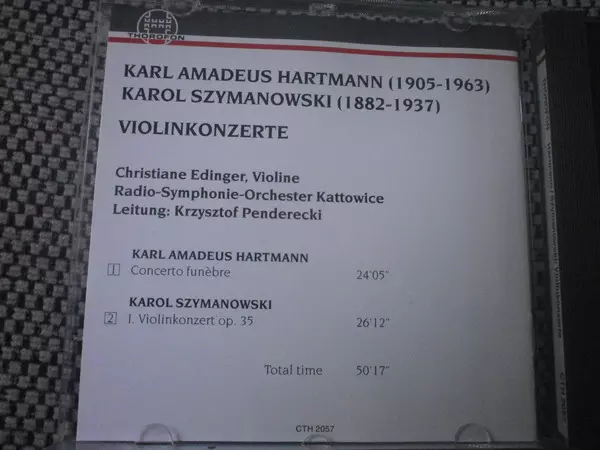 THOROFON
KARL AMADEUS HARTMANN (1905-1963)
KAROL SZYMANOWSKI (1882-1937)
VIOLINKONZERTE
Christiane Edinger, Violine
Radio-Symphonie-Orchester Kattowice
Leitung: Krzysztof Penderecki
KARL AMADEUS HARTMANN
1 Concerto funèbre 24'05"
KAROL SZYMANOWSKI
2 I. Violinkonzert op. 35 26'12"
Total time 50'17"
CTH 2057